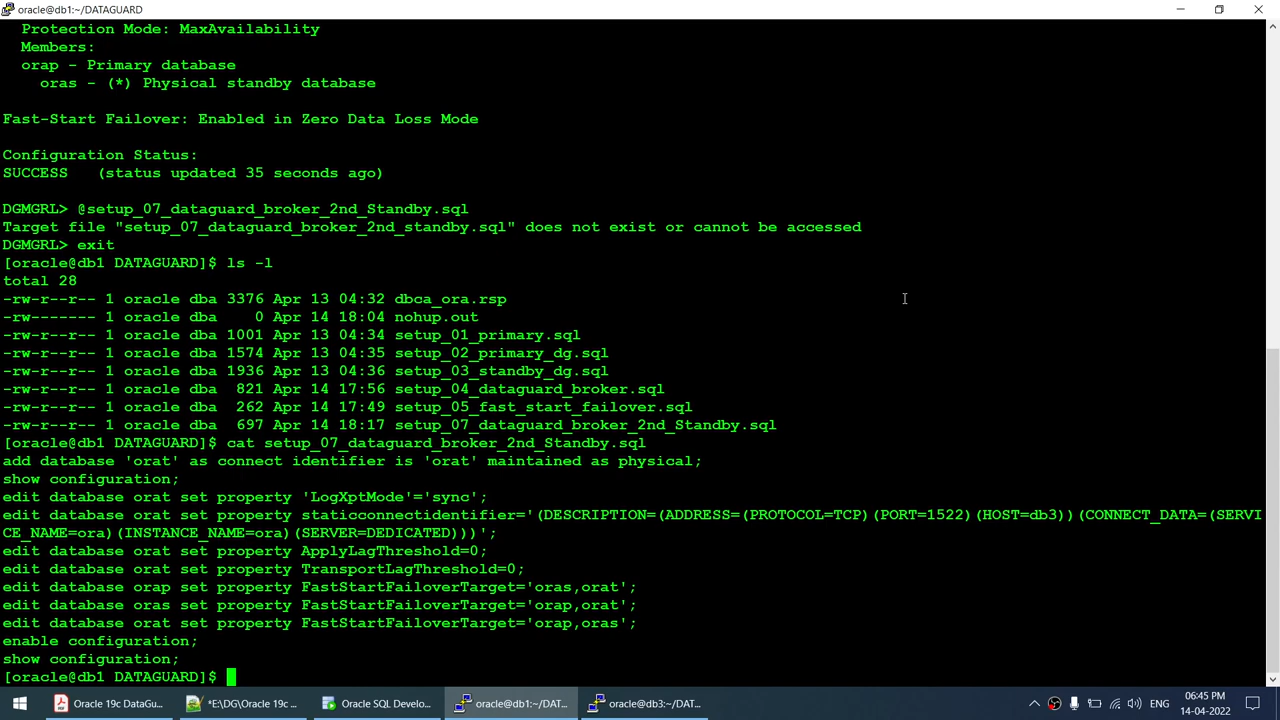 oracle@db1:~/DATAGUARD
Protection Mode: MaxAvailability
Members:
orap - Primary database
oras - (*) Physical standby database
Fast-Start Failover: Enabled in Zero Data Loss Mode
Configuration Status:
SUCCESS   (status updated 35 seconds ago)
DGMGRL> @setup_07_dataguard_broker_2nd_Standby.sql
Target file "setup_07_dataguard_broker_2nd_standby.sql" does not exist or cannot be accessed
DGMGRL> exit
[oracle@db1 DATAGUARD]$ ls -l
total 28
-rw-r--r-- 1 oracle dba 3376 Apr 13 04:32 dbca_ora.rsp
-rw------- 1 oracle dba    0 Apr 14 18:04 nohup.out
-rw-r--r-- 1 oracle dba 1001 Apr 13 04:34 setup_01_primary.sql
-rw-r--r-- 1 oracle dba 1574 Apr 13 04:35 setup_02_primary_dg.sql
-rw-r--r-- 1 oracle dba 1936 Apr 13 04:36 setup_03_standby_dg.sql
-rw-r--r-- 1 oracle dba  821 Apr 14 17:56 setup_04_dataguard_broker.sql
-rw-r--r-- 1 oracle dba  262 Apr 14 17:49 setup_05_fast_start_failover.sql
-rw-r--r-- 1 oracle dba  697 Apr 14 18:17 setup_07_dataguard_broker_2nd_Standby.sql
[oracle@db1 DATAGUARD]$ cat setup_07_dataguard_broker_2nd_Standby.sql
add database 'orat' as connect identifier is 'orat' maintained as physical;
show configuration;
edit database orat set property 'LogXptMode'='sync';
edit database orat set property staticconnectidentifier='(DESCRIPTION=(ADDRESS=(PROTOCOL=TCP)(PORT=1522)(HOST=db3))(CONNECT_DATA=(SERVI
CE_NAME=ora)(INSTANCE_NAME=ora)(SERVER=DEDICATED)))';
edit database orat set property ApplyLagThreshold=0;
edit database orat set property TransportLagThreshold=0;
edit database orap set property FastStartFailoverTarget='oras,orat';
edit database oras set property FastStartFailoverTarget='orap,orat';
edit database orat set property FastStartFailoverTarget='orap,oras';
enable configuration;
show configuration;
[oracle@db1 DATAGUARD]$
Oracle 19c DataGu...
*E\DG\Oracle 19c ...
Oracle SQL Develo...
oracle@db1:~/DAT...
oracle@db3:~/DAT...
ENG
06:45 PM
14-04-2022